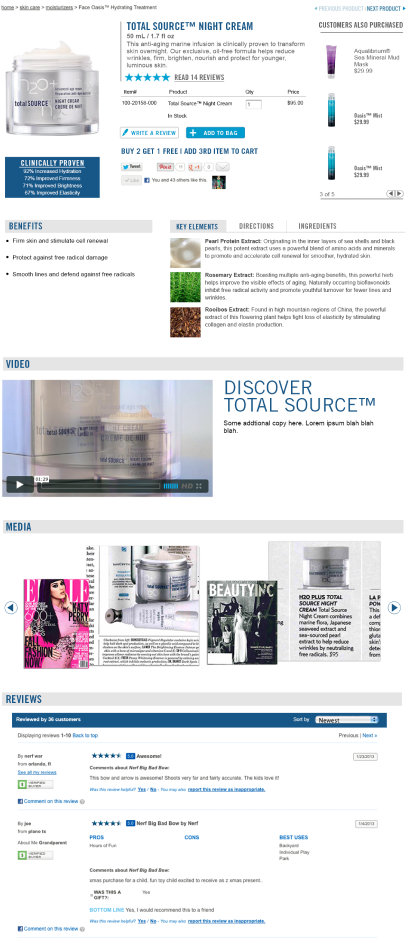 home > skin care > moisturizers > Face Oasis™ Hydrating Treatment
PREVIOUS PRODUCT | NEXT PRODUCT
TOTAL SOURCE™ NIGHT CREAM
50 mL / 1.7 fl oz
This anti-aging marine infusion is clinically proven to transform
skin overnight. Our exclusive, oil-free formula helps reduce
wrinkles, firm, brighten, nourish and protect for younger,
luminous skin.
READ 14 REVIEWS
Item# Product Qty Price
100-20156-000 Total Source™ Night Cream 1 $95.00
In Stock
WRITE A REVIEW
ADD TO BAG
BUY 2 GET 1 FREE | ADD 3RD ITEM TO CART
Tweet
Pin it
Like
You and 43 others like this.
total SOURCE
NIGHT CREAM
CRÈME DE NUIT
CLINICALLY PROVEN
92% Increased Hydration
72% Improved Firmness
71% Improved Brightness
67% Improved Elasticity
CUSTOMERS ALSO PURCHASED
Aqualibrium®
Sea Mineral Mud
Mask
$29.99
Oasis™ Mist
$29.99
Oasis™ Mist
$29.99
3 of 5
BENEFITS
Firm skin and stimulate cell renewal
Protect against free radical damage
Smooth lines and defend against free radicals
KEY ELEMENTS DIRECTIONS INGREDIENTS
Pearl Protein Extract: Originating in the inner layers of sea shells and black
pearls, this potent extract uses a powerful blend of amino acids and minerals
to promote and accelerate cell renewal for smoother, hydrated skin
Rosemary Extract: Boasting multiple anti-aging benefits, this powerful herb
helps improve the visible effects of aging. Naturally occurring bioflavonoids
inhibit free radical activity and promote youthful turnover for fewer lines and
wrinkles.
Rooibos Extract: Found in high mountain regions of China, the powerful
extract of this flowering plant helps fight loss of elasticity by stimulating
collagen and elastin production.
VIDEO
01:29
HD
DISCOVER
TOTAL SOURCE™
Some addtional copy here. Lorem ipsum blah blah
blah.
MEDIA
KATY
PERRY
FASHION
NOW
BEAUTY
H2O PLUS TOTAL
SOURCE NIGHT
CREAM Total Source
Night Cream combines
marine flora, Japanese
seaweed extract and
sea-sourced pearl
extract to help reduce
wrinkles by neutralizing
free radicals. $95
REVIEWS
Reviewed by 36 customers
Sort by Newest
Displaying reviews 1-10 Back to top
Previous | Next »
By nerf war
from orlando, fl
See all my reviews
VERIFIED
BUYER
5.0 Awesome!
1/23/2013
Comments about Nerf Big Bad Bow:
This bow and arrow is awesome! Shoots very far and fairly accurate. The kids love it!
Was this review helpful? Yes / No - You may also report this review as inappropriate.
Comment on this review
By joe
from plano tx
About Me Grandparent
VERIFIED
BUYER
5.0 Nerf Big Bad Bow by Nerf
1/4/2013
PROS CONS BEST USES
Hours of Fun
Backyard
Individual Play
Park
Comments about Nerf Big Bad Bow:
xmas purchase for a child. fun toy child excited to receive as z xmas present..
WAS THIS A
GIFT?: Yes
BOTTOM LINE Yes, I would recommend this to a friend
Was this review helpful? Yes / No - You may also report this review as inappropriate.
Comment on this review